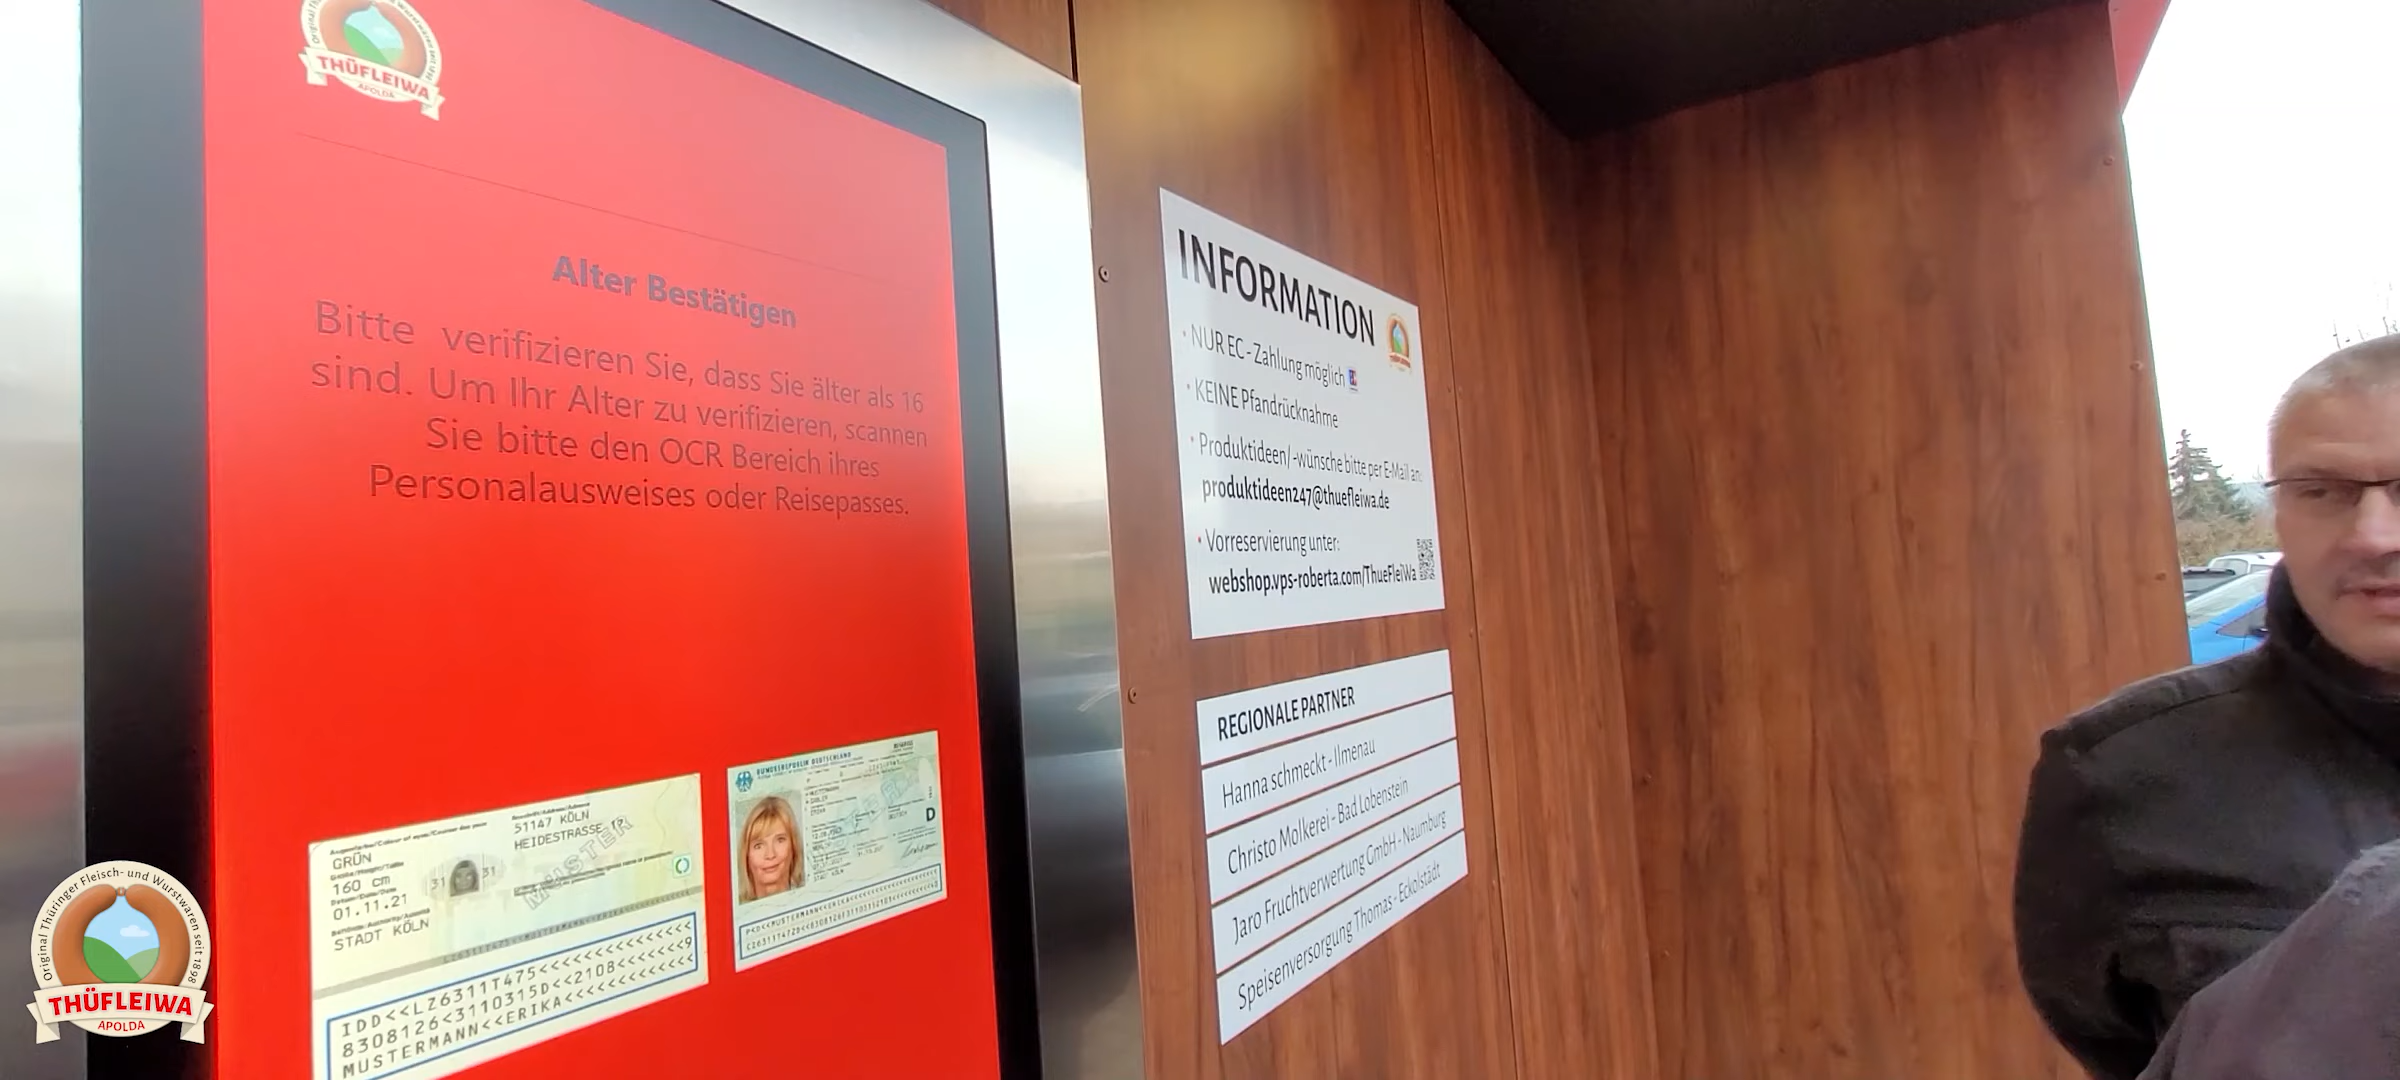 THÜFLEIWA
APOLDA
Alter Bestätigen
Bitte verifizieren Sie, dass Sie älter als 16
sind. Um Ihr Alter zu verifizieren, scannen
Sie bitte den OCR Bereich ihres
Personalausweises oder Reisepasses.
GRÜN
160 cm
01.11.21
STADT KÖLN
51147 KÖLN
HEIDESTRASSE 17
MUSTER
IDD<<LZ6311T475<<<<<<<<<<<<<<<
8308126<3110315D<<2108<<<<<<<9
MUSTERMANN<<ERIKA<<<<<<<<<<<<<
BUNDESREPUBLIK DEUTSCHLAND
D
INFORMATION
• NUR EC - Zahlung möglich
• KEINE Pfandrücknahme
• Produktideen/-wünsche bitte per E-Mail an:
produktideen247@thuefleiwa.de
• Vorreservierung unter:
webshop.vps-roberta.com/ThueFleiWa
REGIONALE PARTNER
Hanna schmeckt - Ilmenau
Christo Molkerei - Bad Lobenstein
Jaro Fruchtverwertung GmbH - Naumburg
Speisenversorgung Thomas - Eckolstädt
Original Thüringer Fleisch- und Wurstwaren seit 1898
THÜFLEIWA
APOLDA